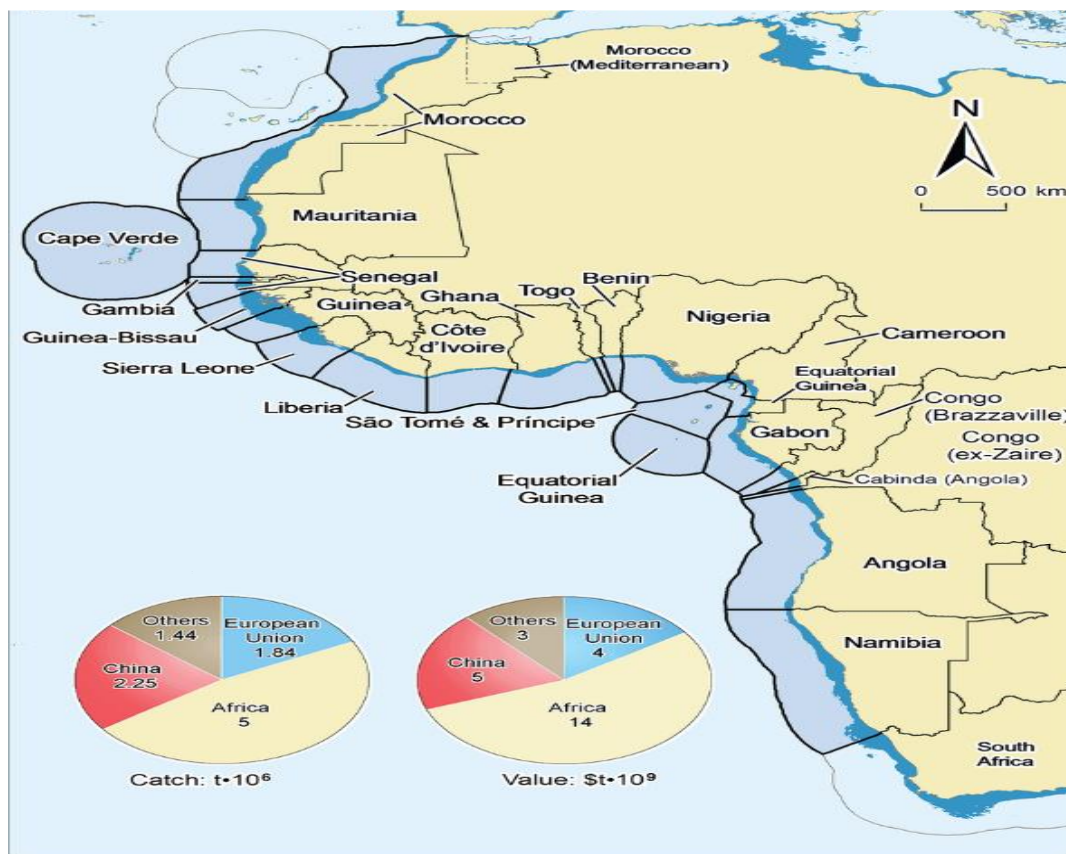 Morocco
(Mediterranean)
Morocco
N
0 500 km
Mauritania
Cape Verde
Senegal
Gambia
Guinea
Guinea-Bissau
Ghana
Togo
Benin
Nigeria
Côte
d'Ivoire
Cameroon
Sierra Leone
Equatorial
Guinea
Liberia
Congo
(Brazzaville)
São Tomé & Príncipe
Gabon
Congo
(ex-Zaire)
Equatorial
Guinea
Cabinda (Angola)
Angola
Namibia
South
Africa
Others
1.44
European
Union
1.84
China
2.25
Africa
5
Catch: t•10⁶
Others
3
European
Union
4
China
5
Africa
14
Value: $t•10⁹